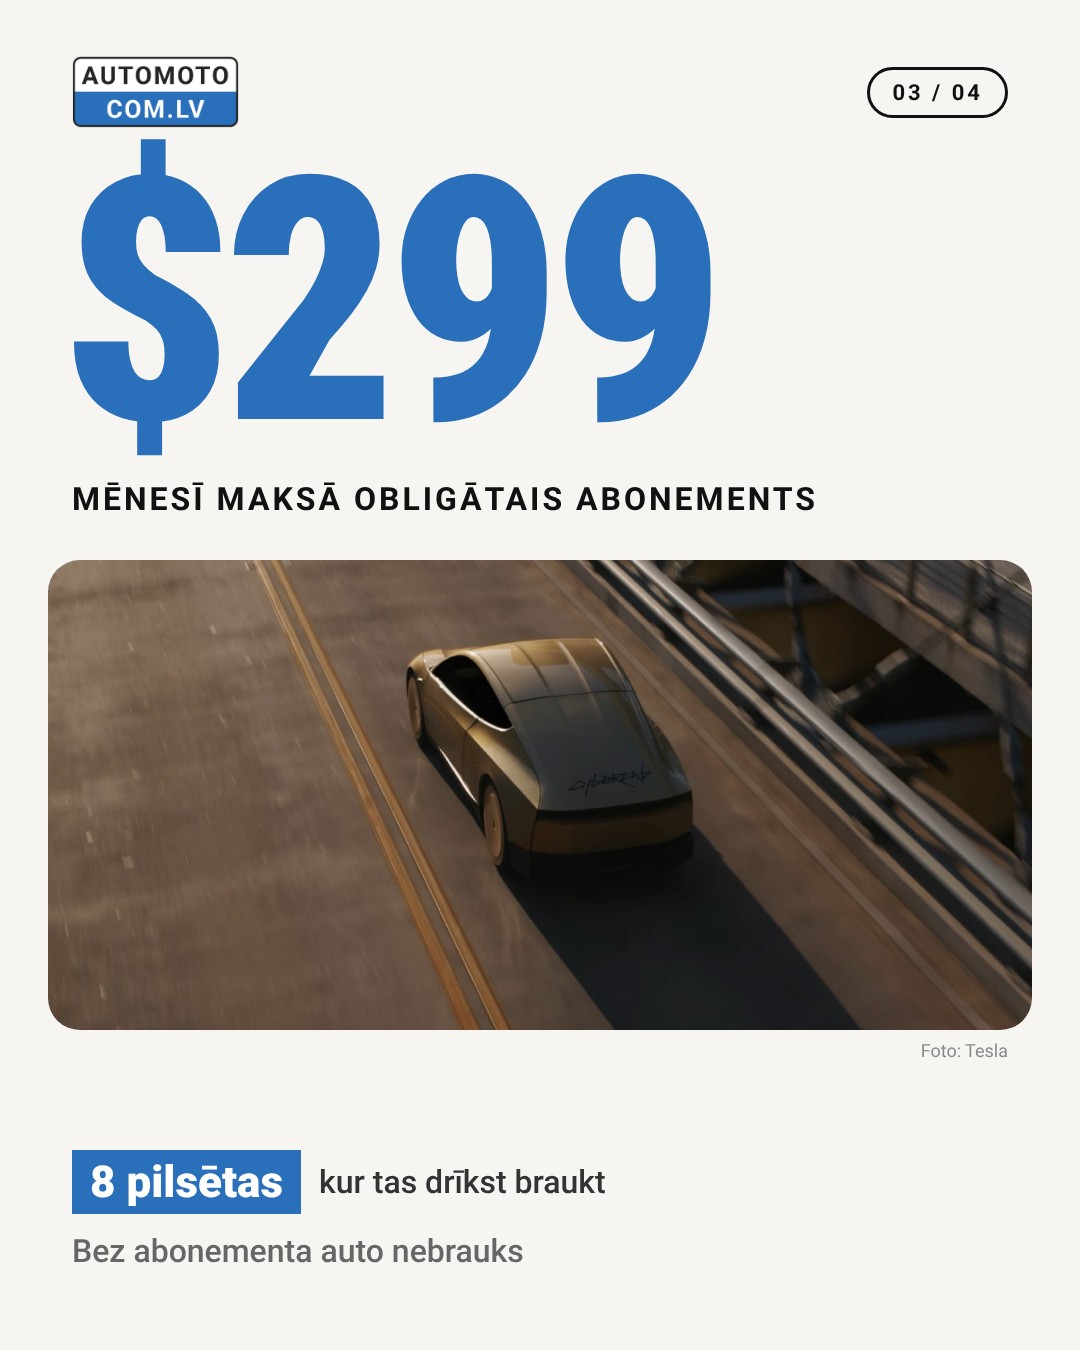 AUTOMOTO
COM.LV
03 / 04
$299
MĒNESĪ MAKSĀ OBLIGĀTAIS ABONEMENTS
cybercab
Foto: Tesla
8 pilsētas kur tas drīkst braukt
Bez abonementa auto nebrauks